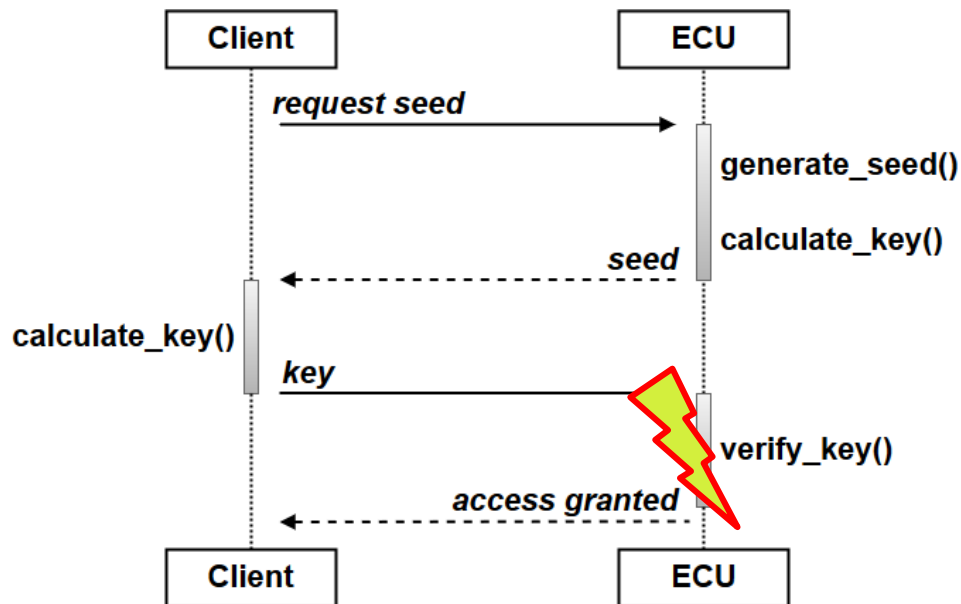 Client
ECU
request seed
generate_seed()
calculate_key()
seed
calculate_key()
key
verify_key()
access granted
Client
ECU